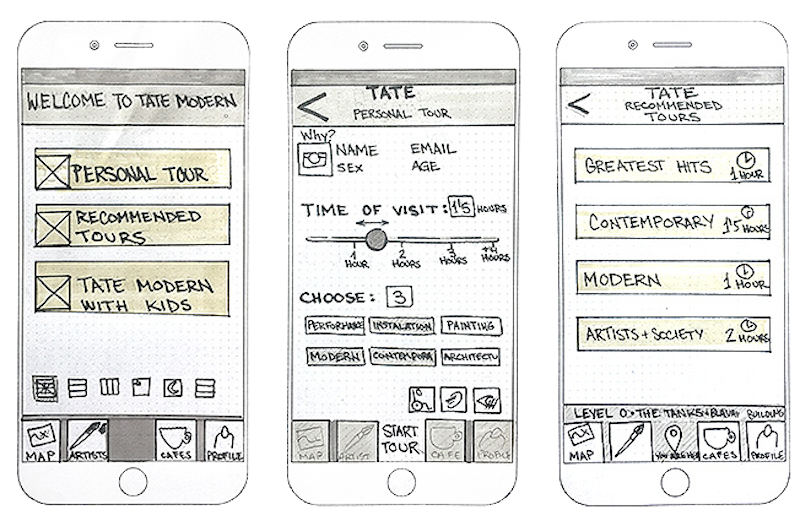 WELCOME TO TATE MODERN
PERSONAL TOUR
RECOMMENDED
TOURS
TATE MODERN
WITH KIDS
MAP
ARTISTS
CAFES
PROFILE
TATE
PERSONAL TOUR
Why?
NAME EMAIL
SEX AGE
TIME OF VISIT: 1'5 HOURS
1 2 3 +4
HOUR HOURS HOURS HOURS
CHOOSE: 3
PERFORMANCE INSTALATION PAINTING
MODERN CONTEMPORA ARCHITECTU
MAP
ARTIST
START
TOUR
CAFE
PROFILE
TATE
RECOMMENDED
TOURS
GREATEST HITS 1 HOUR
CONTEMPORARY 1'5 HOURS
MODERN 1 HOUR
ARTISTS + SOCIETY 2 HOURS
LEVEL 0 > THE TANKS + BUILDING
MAP
YOU ARE HER
CAFES
PROFILE